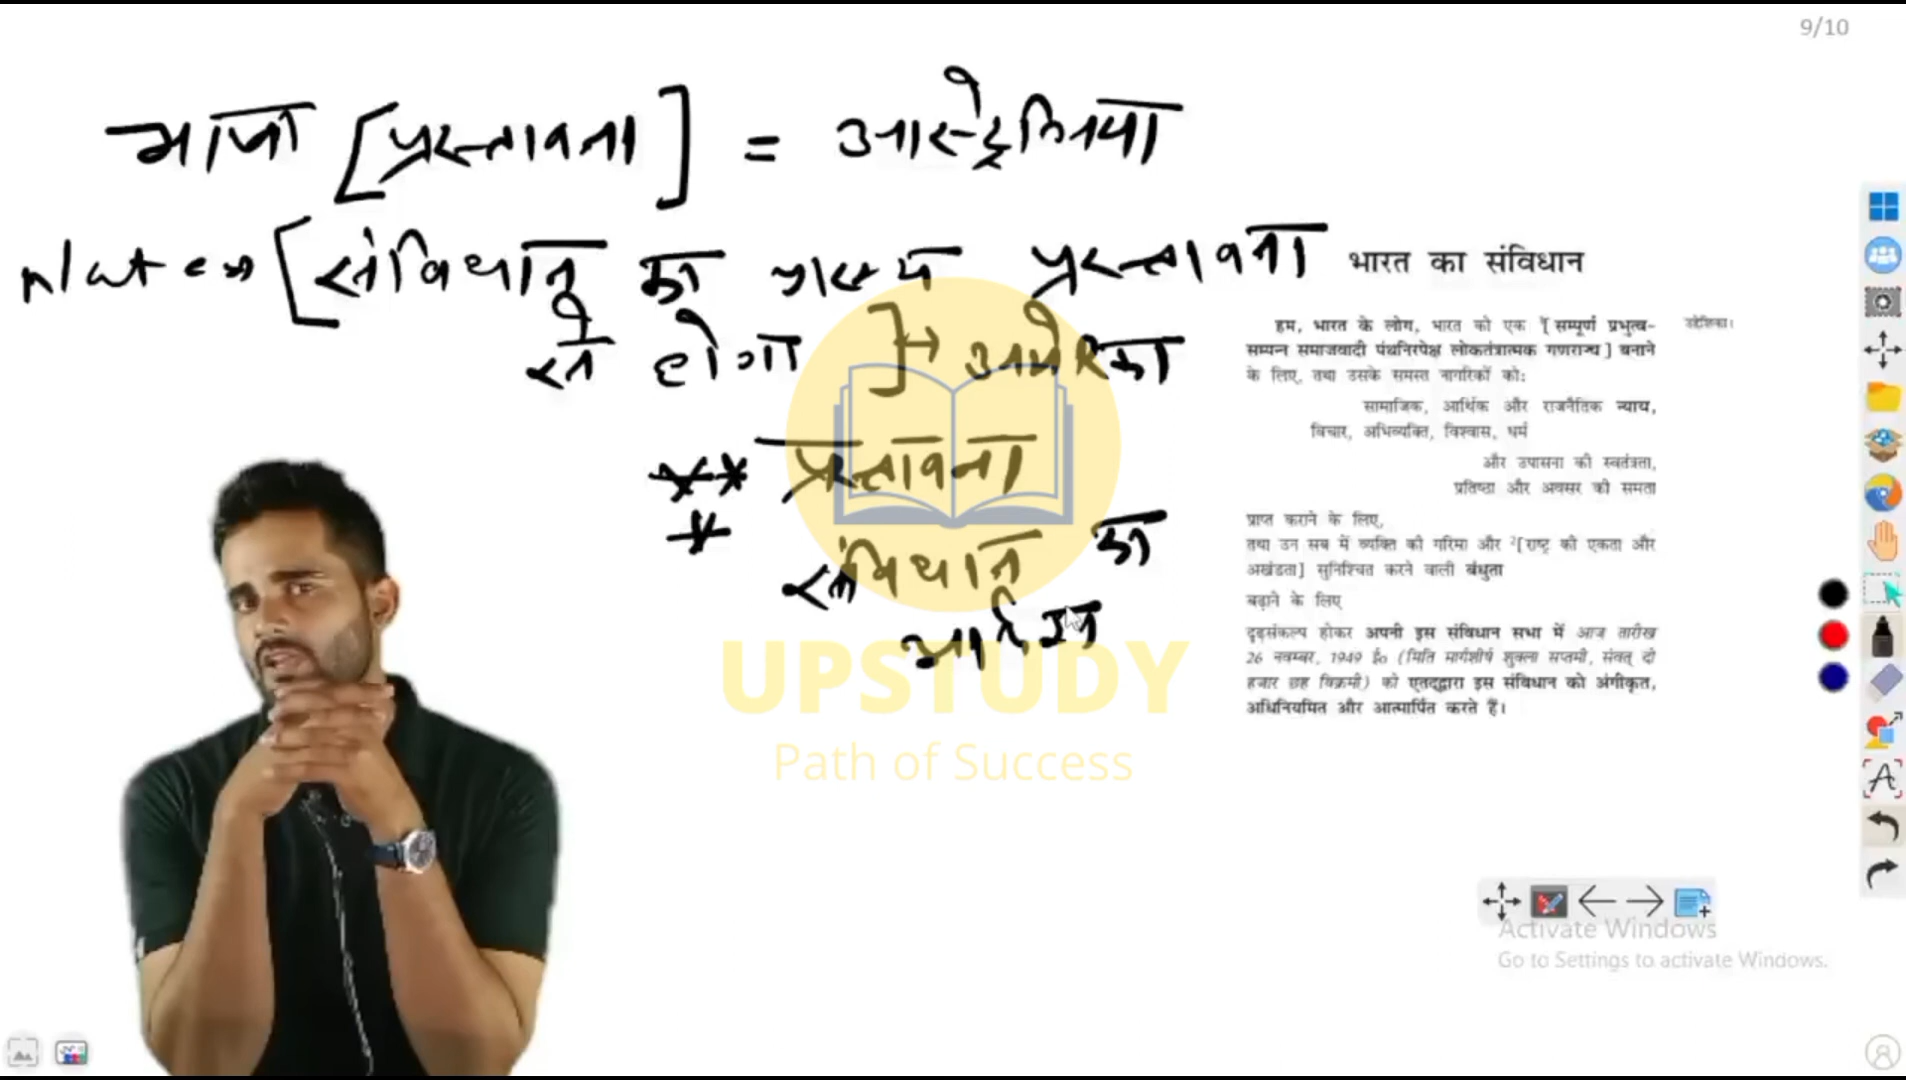 9/10
भाषा [प्रस्तावना] = आस्ट्रेलिया
[संविधान का प्रारम्भ प्रस्तावना
से होगा] → अमेरिका
** प्रस्तावना
*
संविधान का
UPSTUDY
Path of Success
भारत का संविधान
उद्देशिका।
हम, भारत के लोग, भारत को एक ¹[सम्पूर्ण प्रभुत्व-
सम्पन्न समाजवादी पंथनिरपेक्ष लोकतंत्रात्मक गणराज्य] बनाने
के लिए, तथा उसके समस्त नागरिकों को:
सामाजिक, आर्थिक और राजनैतिक न्याय,
विचार, अभिव्यक्ति, विश्वास, धर्म
और उपासना की स्वतंत्रता,
प्रतिष्ठा और अवसर की समता
प्राप्त कराने के लिए,
तथा उन सब में व्यक्ति की गरिमा और ²[राष्ट्र की एकता और
अखंडता] सुनिश्चित करने वाली बंधुता
बढ़ाने के लिए
दृढ़संकल्प होकर अपनी इस संविधान सभा में आज तारीख
26 नवम्बर, 1949 ई० (मिति मार्गशीर्ष शुक्ला सप्तमी, संवत् दो
हजार छह विक्रमी) को एतद्द्वारा इस संविधान को अंगीकृत,
अधिनियमित और आत्मार्पित करते हैं।
Activate Windows
Go to Settings to activate Windows.